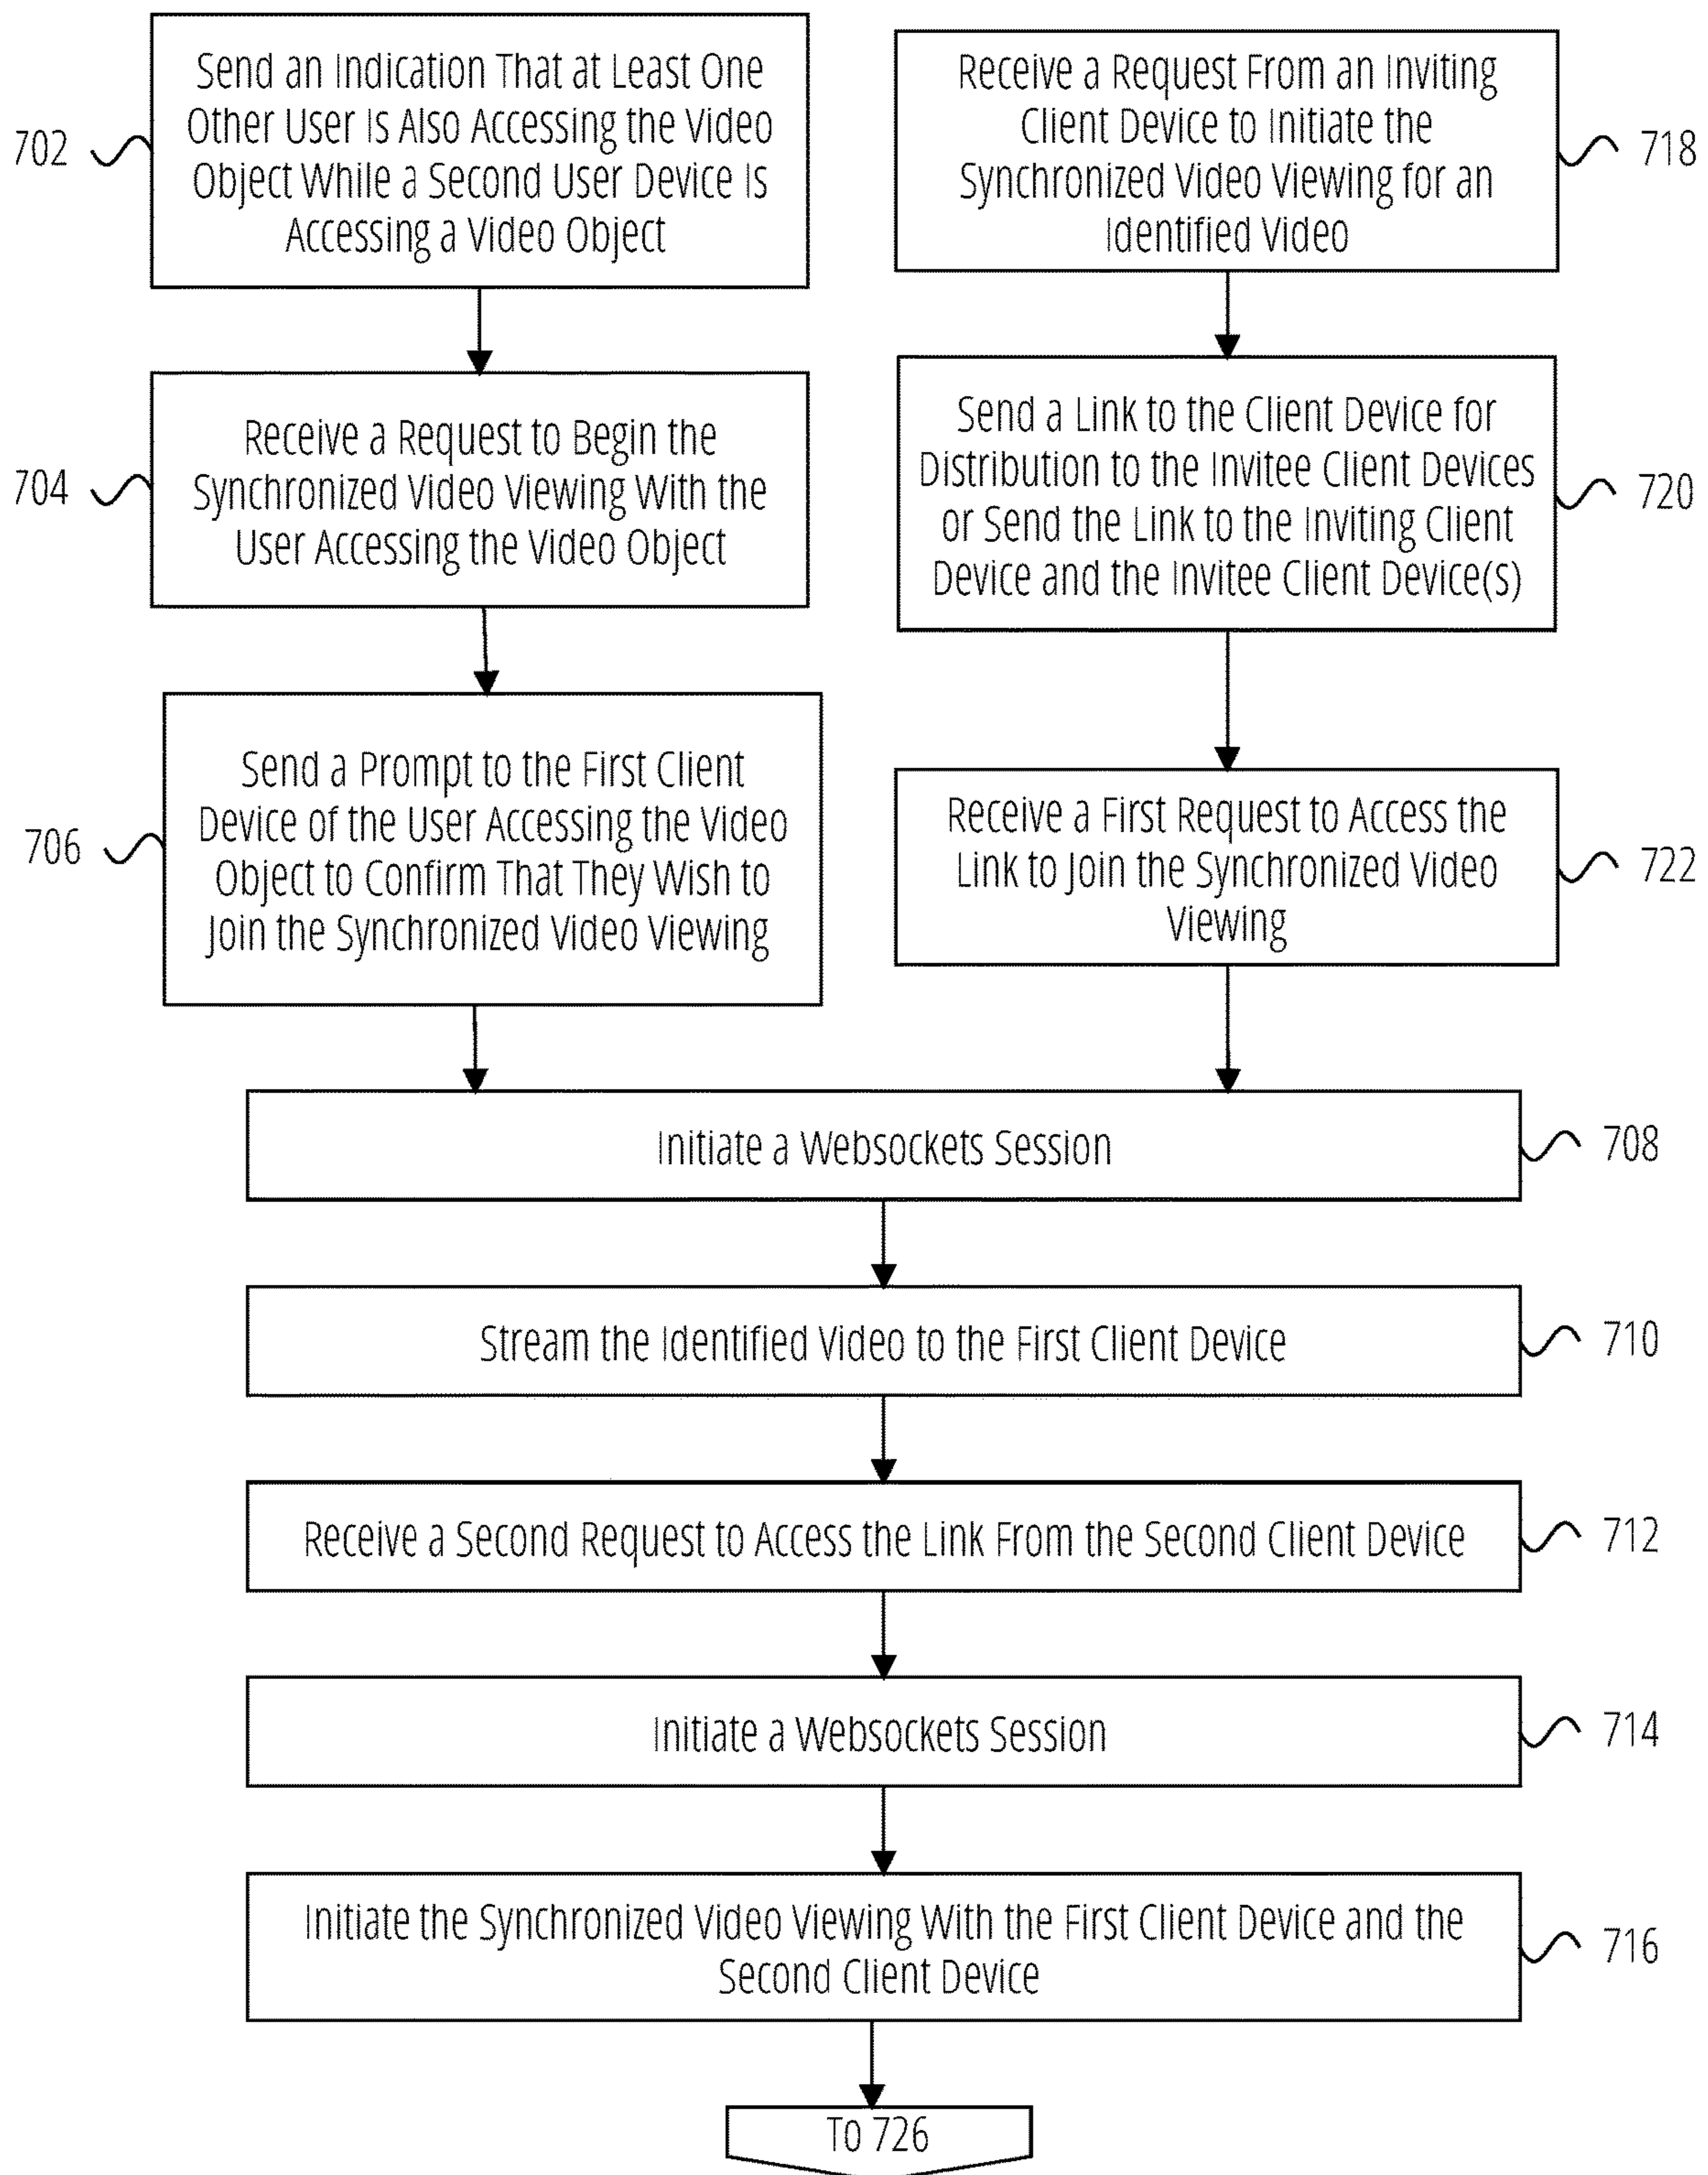 702
Send an Indication That at Least One
Other User Is Also Accessing the Video
Object While a Second User Device Is
Accessing a Video Object
704
Receive a Request to Begin the
Synchronized Video Viewing With the
User Accessing the Video Object
706
Send a Prompt to the First Client
Device of the User Accessing the Video
Object to Confirm That They Wish to
Join the Synchronized Video Viewing
Receive a Request From an Inviting
Client Device to Initiate the
Synchronized Video Viewing for an
Identified Video
718
Send a Link to the Client Device for
Distribution to the Invitee Client Devices
or Send the Link to the Inviting Client
Device and the Invitee Client Device(s)
720
Receive a First Request to Access the
Link to Join the Synchronized Video
Viewing
722
Initiate a Websockets Session
708
Stream the Identified Video to the First Client Device
710
Receive a Second Request to Access the Link From the Second Client Device
712
Initiate a Websockets Session
714
Initiate the Synchronized Video Viewing With the First Client Device and the
Second Client Device
716
To 726